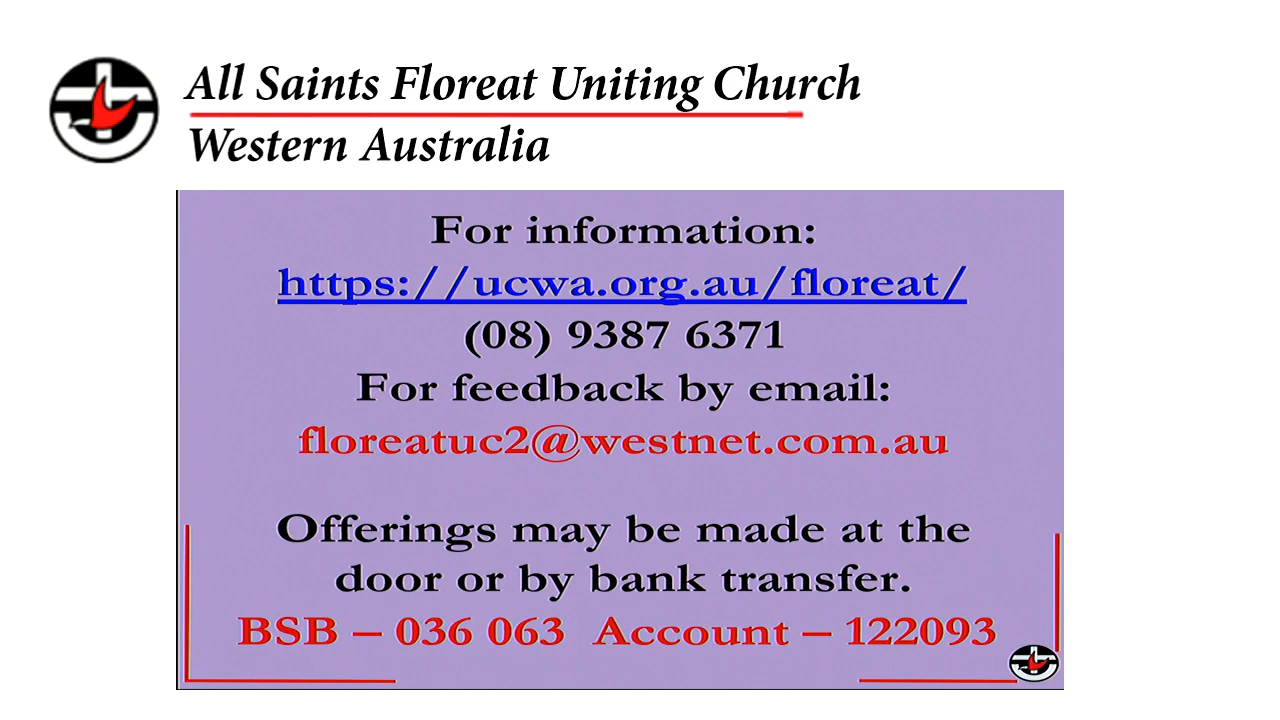 All Saints Floreat Uniting Church
Western Australia
For information:
https://ucwa.org.au/floreat/
(08) 9387 6371
For feedback by email:
floreatuc2@westnet.com.au
Offerings may be made at the
door or by bank transfer.
BSB – 036 063 Account – 122093